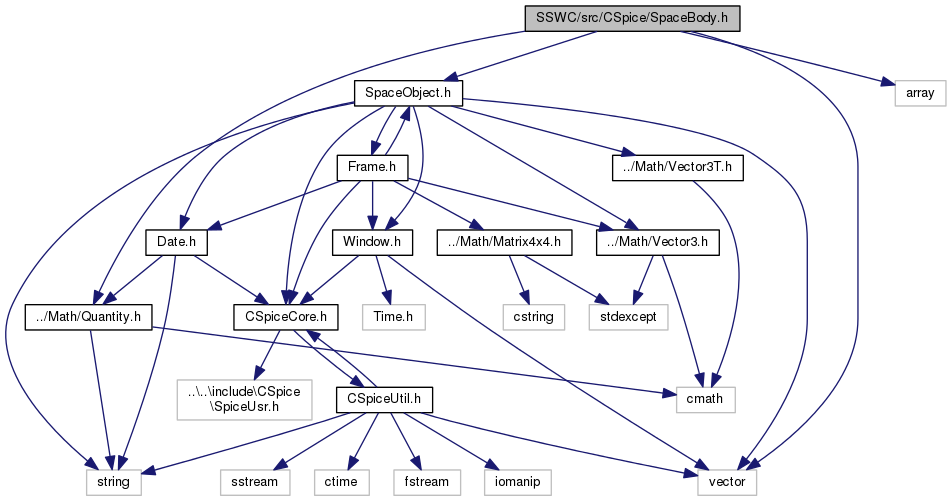 SSWC/src/CSpice/SpaceBody.h
SpaceObject.h
array
Frame.h
../Math/Vector3T.h
Date.h
Window.h
../Math/Matrix4x4.h
../Math/Vector3.h
../Math/Quantity.h
CSpiceCore.h
Time.h
cstring
stdexcept
..\..\include\CSpice
\SpiceUsr.h
CSpiceUtil.h
cmath
string
sstream
ctime
fstream
iomanip
vector